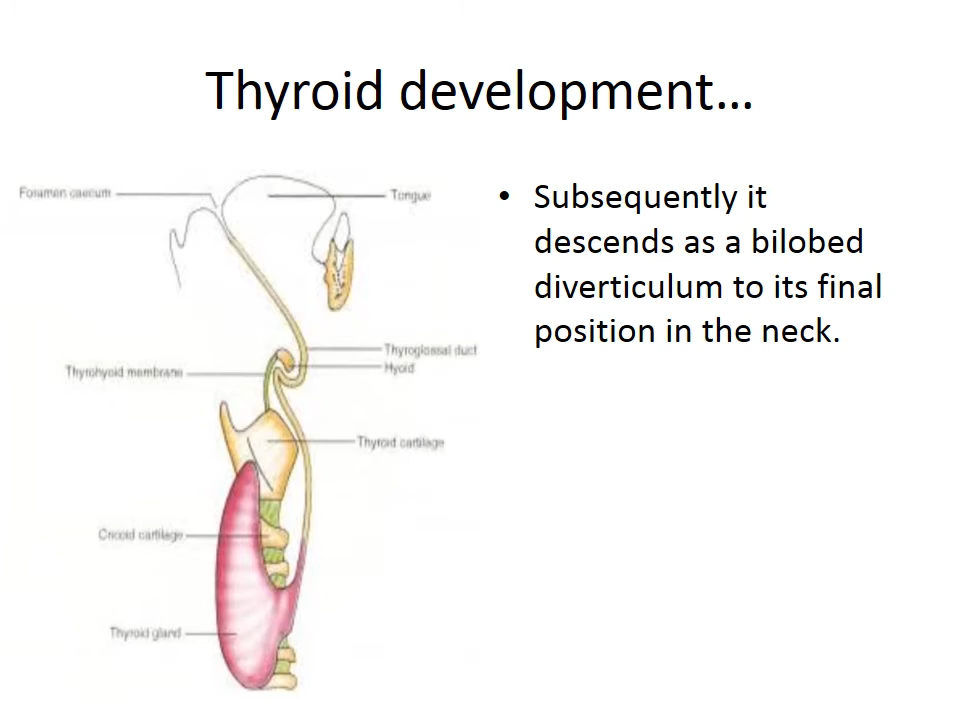 Thyroid development…
Foramen caecum
Tongue
• Subsequently it
descends as a bilobed
diverticulum to its final
position in the neck.
Thyroglossal duct
Hyoid
Thyrohyoid membrane
Thyroid cartilage
Cricoid cartilage
Thyroid gland